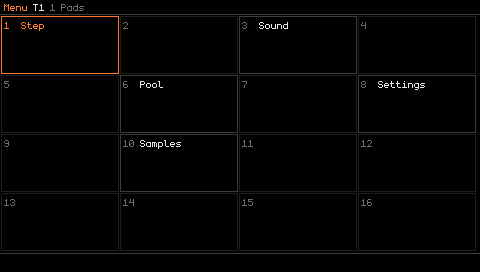 Menu T1 1 Pads
1 Step 2 3 Sound 4
5 6 Pool 7 8 Settings
9 10 Samples 11 12
13 14 15 16